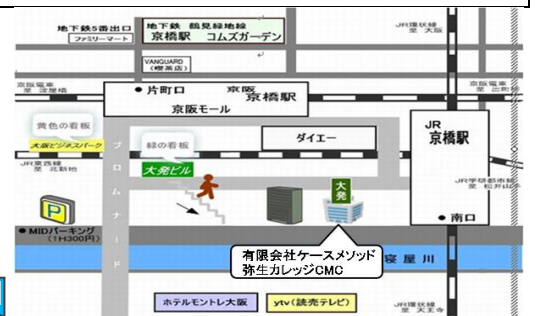 地下鉄5番出口
ファミリーマート
地下鉄 鶴見緑地線
京橋駅 コムズガーデン
JR環状線
至 大阪
VANGUARD
(喫茶店)
京阪電車
至 淀屋橋
●片町口
京阪
京橋駅
京阪モール
京阪電車
至 出町
黄色の看板
大阪ビジネスパーク
緑の看板
大発ビル
ダイエー
JR
京橋駅
JR東西線
至 北新地
プロムナード
JR学研都市線
至 松井山手
大発
P
●MIDパーキング
(1H300円)
●南口
有限会社ケースメソッド
弥生カレッジCMC
寝屋川
ホテルモントレ大阪
ytv(読売テレビ)
JR環状線
至 天王寺